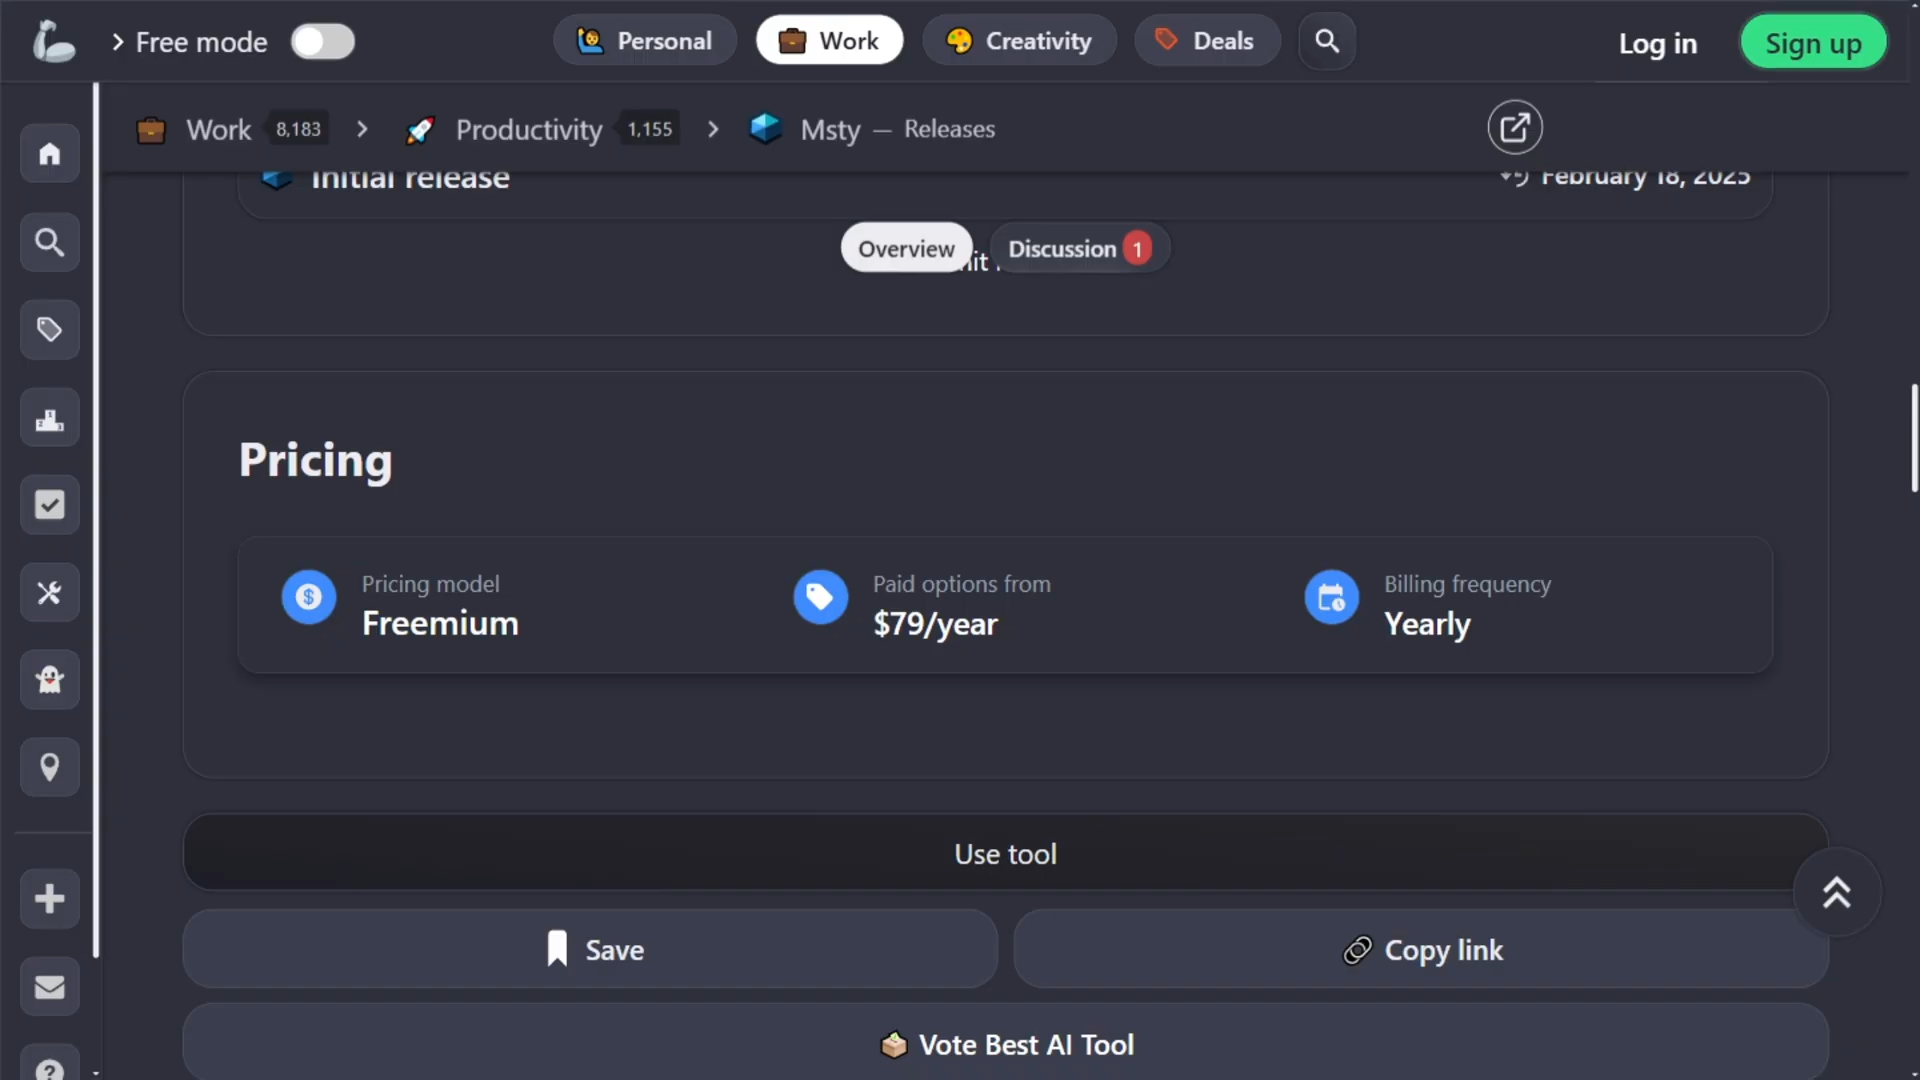 Free mode
Personal
Work
Creativity
Deals
Log in
Sign up
Work 8,183
Productivity 1,155
Msty — Releases
Initial release
February 18, 2025
Overview
Discussion 1
Pricing
Pricing model
Freemium
Paid options from
$79/year
Billing frequency
Yearly
Use tool
Save
Copy link
Vote Best AI Tool